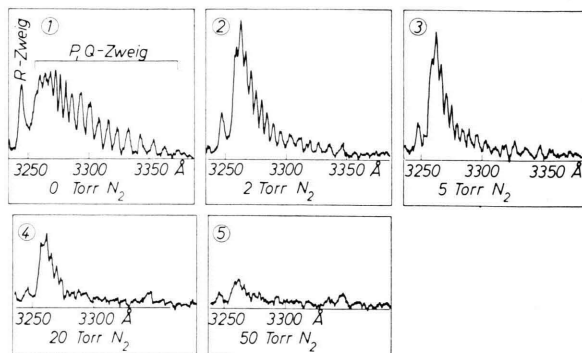 ①
R-Zweig
P,Q-Zweig
3250 3300 3350 Å
0 Torr N2
②
3250 3300 3350
2 Torr N2
③
3250 3300 3350 Å
5 Torr N2
④
3250 3300 Å
20 Torr N2
⑤
3250 3300 Å
50 Torr N2